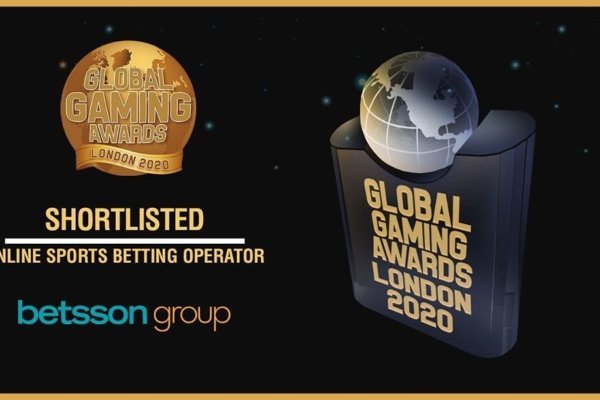 GLOBAL
GAMING
AWARDS
LONDON 2020
SHORTLISTED
NLINE SPORTS BETTING OPERATOR
betsson group
GLOBAL
GAMING
AWARDS
LONDON
2020